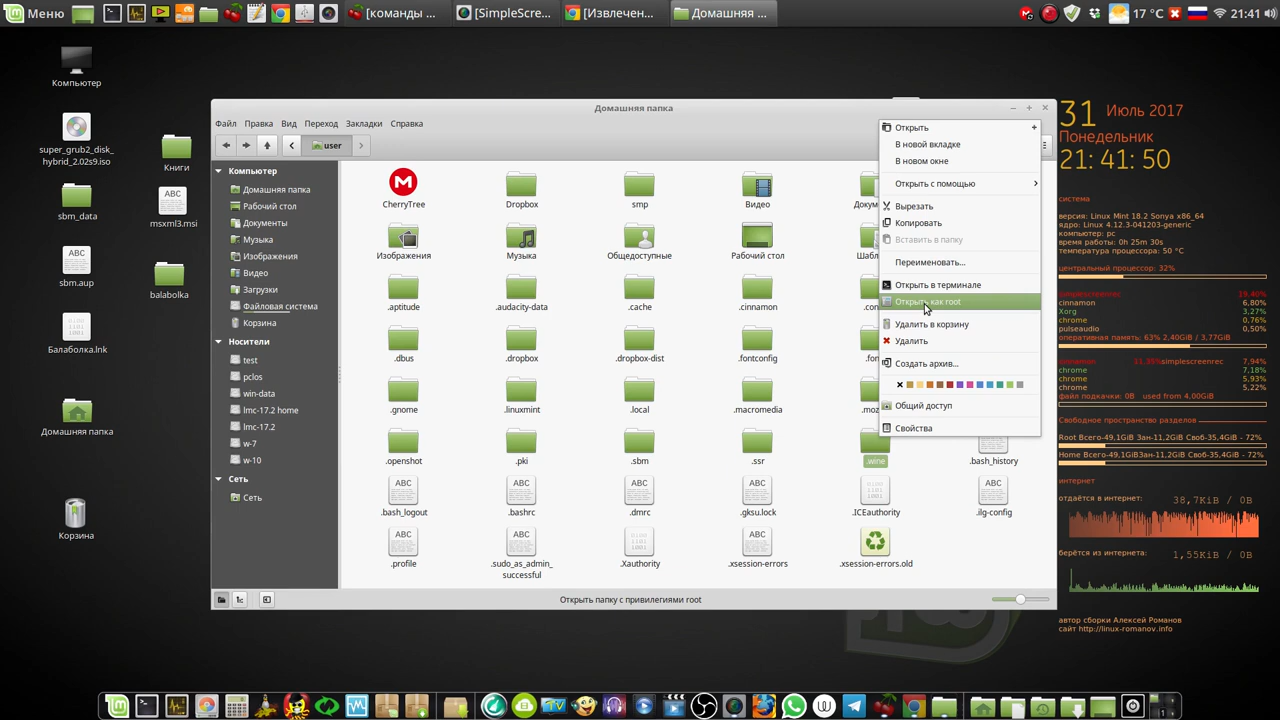 Меню
[команды ...
[SimpleScre...
[Извлечен...
Домашняя ...
17 °C
21:41
Компьютер
super_grub2_disk_
hybrid_2.02s9.iso
Книги
sbm_data
msxml3.msi
sbm.aup
balabolka
Балаболка.lnk
Домашняя папка
Корзина
Домашняя папка
Файл
Правка
Вид
Переход
Закладки
Справка
user
Компьютер
Домашняя папка
Рабочий стол
Документы
Музыка
Изображения
Видео
Загрузки
Файловая система
Корзина
Носители
test
pclos
win-data
lmc-17.2 home
lmc-17.2
w-7
w-10
Сеть
Сеть
CherryTree
Dropbox
smp
Видео
Изображения
Музыка
Общедоступные
Рабочий стол
.aptitude
.audacity-data
.cache
.cinnamon
.dbus
.dropbox
.dropbox-dist
.fontconfig
.gnome
.linuxmint
.local
.macromedia
.openshot
.pki
.sbm
.ssr
.wine
.bash_history
.bash_logout
.bashrc
.dmrc
.gksu.lock
.ICEauthority
.ilg-config
.profile
.sudo_as_admin_
successful
.Xauthority
.xsession-errors
.xsession-errors.old
Открыть папку с привилегиями root
Открыть
В новой вкладке
В новом окне
Открыть с помощью
Вырезать
Копировать
Вставить в папку
Переименовать...
Открыть в терминале
Открыть как root
Удалить в корзину
Удалить
Создать архив...
Общий доступ
Свойства
31 Июль 2017
Понедельник
21: 41: 50
система
версия: Linux Mint 18.2 Sonya x86_64
ядро: Linux 4.12.3-041203-generic
компьютер: pc
время работы: 0h 25m 30s
температура процессора: 50 °C
центральный процессор: 32%
simplescreenrec 19,40%
cinnamon 6,80%
Xorg 3,27%
chrome 0,76%
pulseaudio 0,50%
оперативная память: 63% 2,40GiB / 3,77GiB
cinnamon 11,35% simplescreenrec 7,94%
chrome 7,18%
chrome 5,93%
chrome 5,22%
файл подкачки: 0B used from 4,00GiB
Свободное пространство разделов
Root Всего-49,1GiB Зан-11,2GiB Своб-35,4GiB - 72%
Home Всего-49,1GiBЗан-11,2GiB Своб-35,4GiB - 72%
интернет
отдаётся в интернет: 38,7KiB / 0B
берётся из интернета: 1,55KiB / 0B
автор сборки Алексей Романов
сайт http://linux-romanov.info